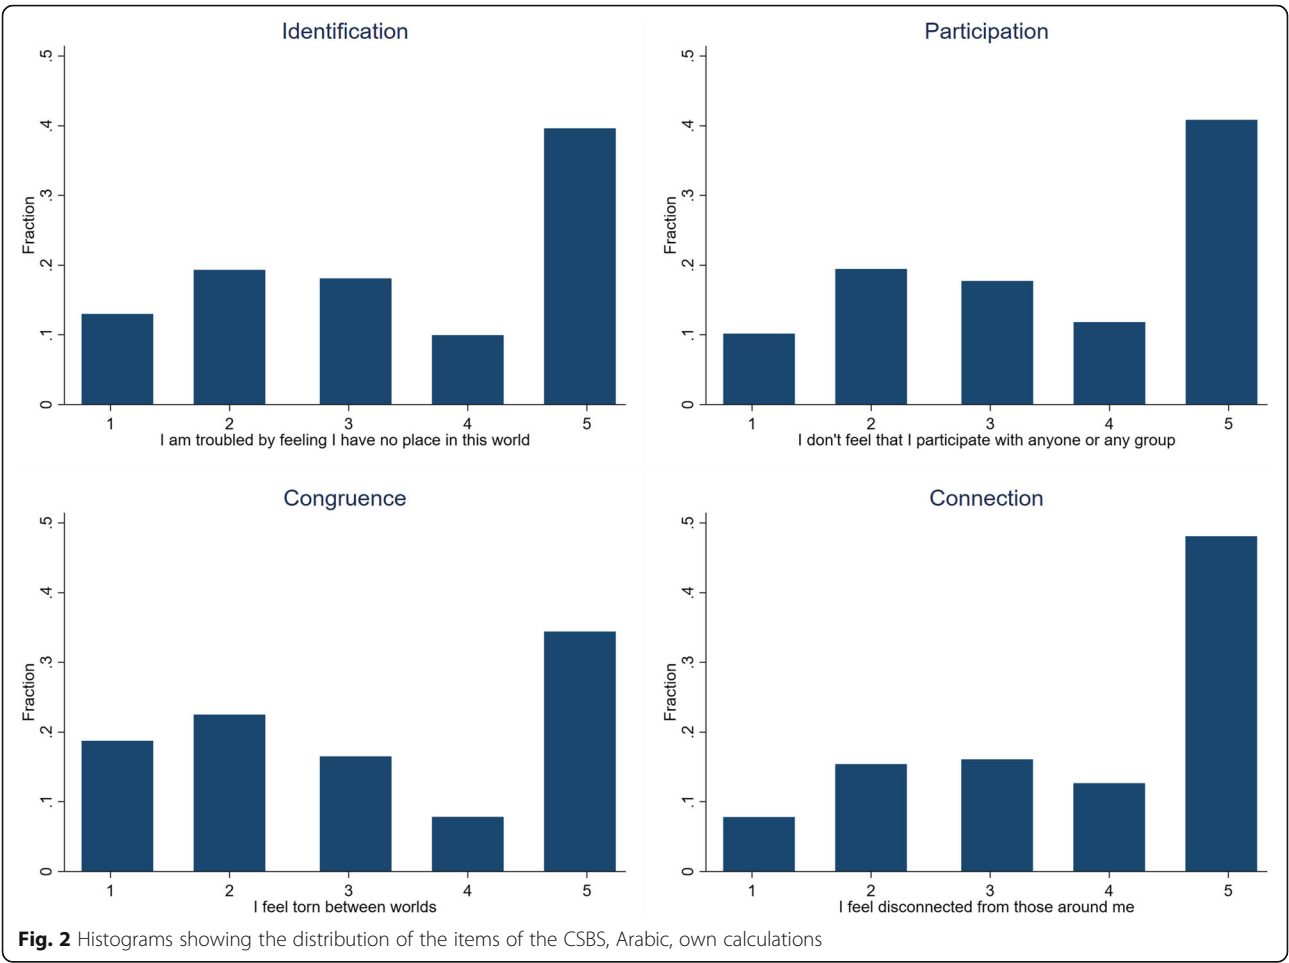 Identification
.5
.4
.3
.2
.1
0
Fraction
1 2 3 4 5
I am troubled by feeling I have no place in this world
Participation
.5
.4
.3
.2
.1
0
Fraction
1 2 3 4 5
I don't feel that I participate with anyone or any group
Congruence
.5
.4
.3
.2
.1
0
Fraction
1 2 3 4 5
I feel torn between worlds
Connection
.5
.4
.3
.2
.1
0
Fraction
1 2 3 4 5
I feel disconnected from those around me
Fig. 2 Histograms showing the distribution of the items of the CSBS, Arabic, own calculations